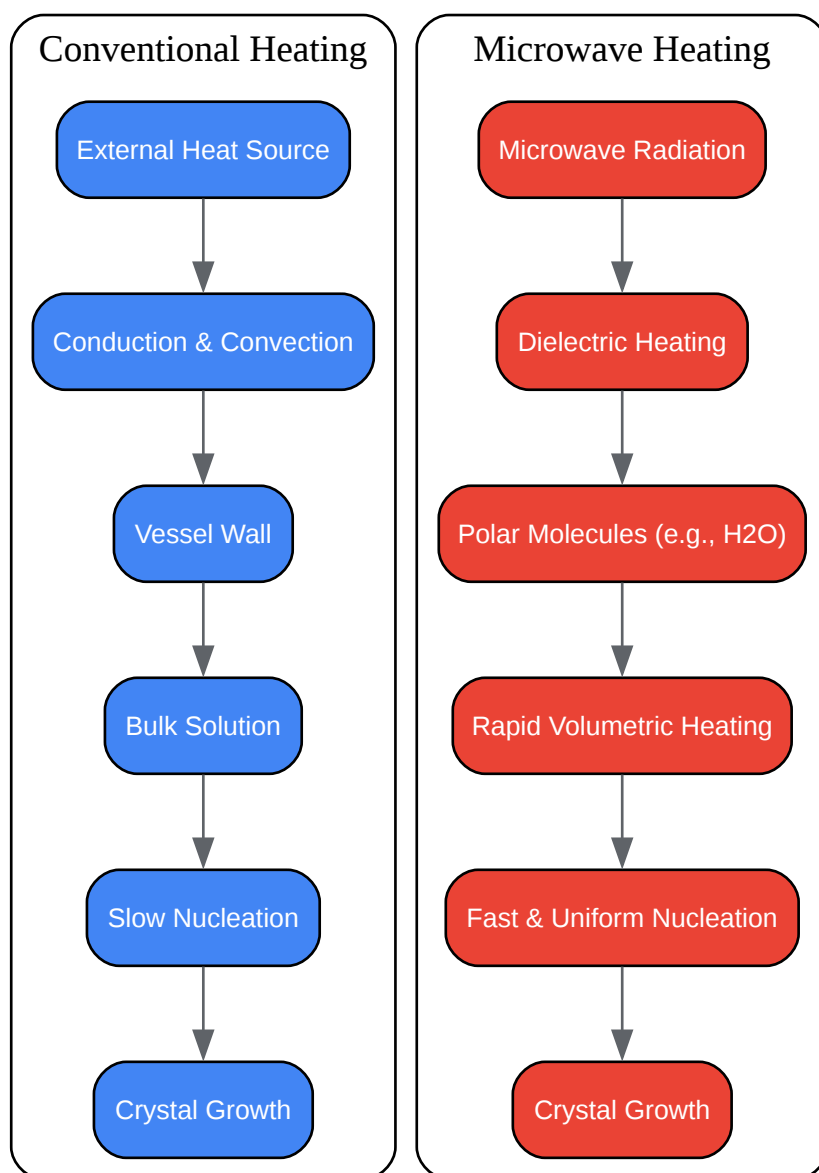 Conventional Heating
External Heat Source
Conduction & Convection
Vessel Wall
Bulk Solution
Slow Nucleation
Crystal Growth
Microwave Heating
Microwave Radiation
Dielectric Heating
Polar Molecules (e.g., H2O)
Rapid Volumetric Heating
Fast & Uniform Nucleation
Crystal Growth